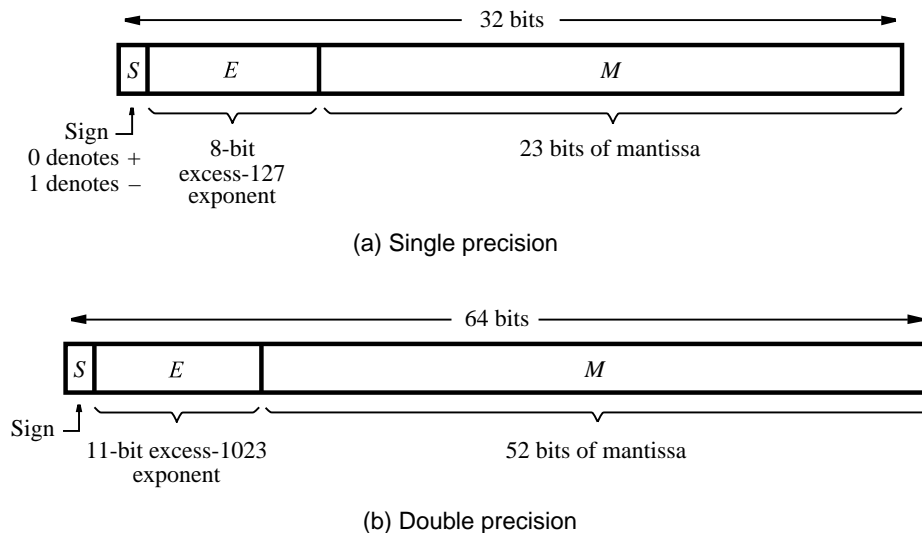 32 bits
S E M
Sign
0 denotes +
1 denotes –
8-bit
excess-127
exponent
23 bits of mantissa
(a) Single precision
64 bits
S E M
Sign
11-bit excess-1023
exponent
52 bits of mantissa
(b) Double precision